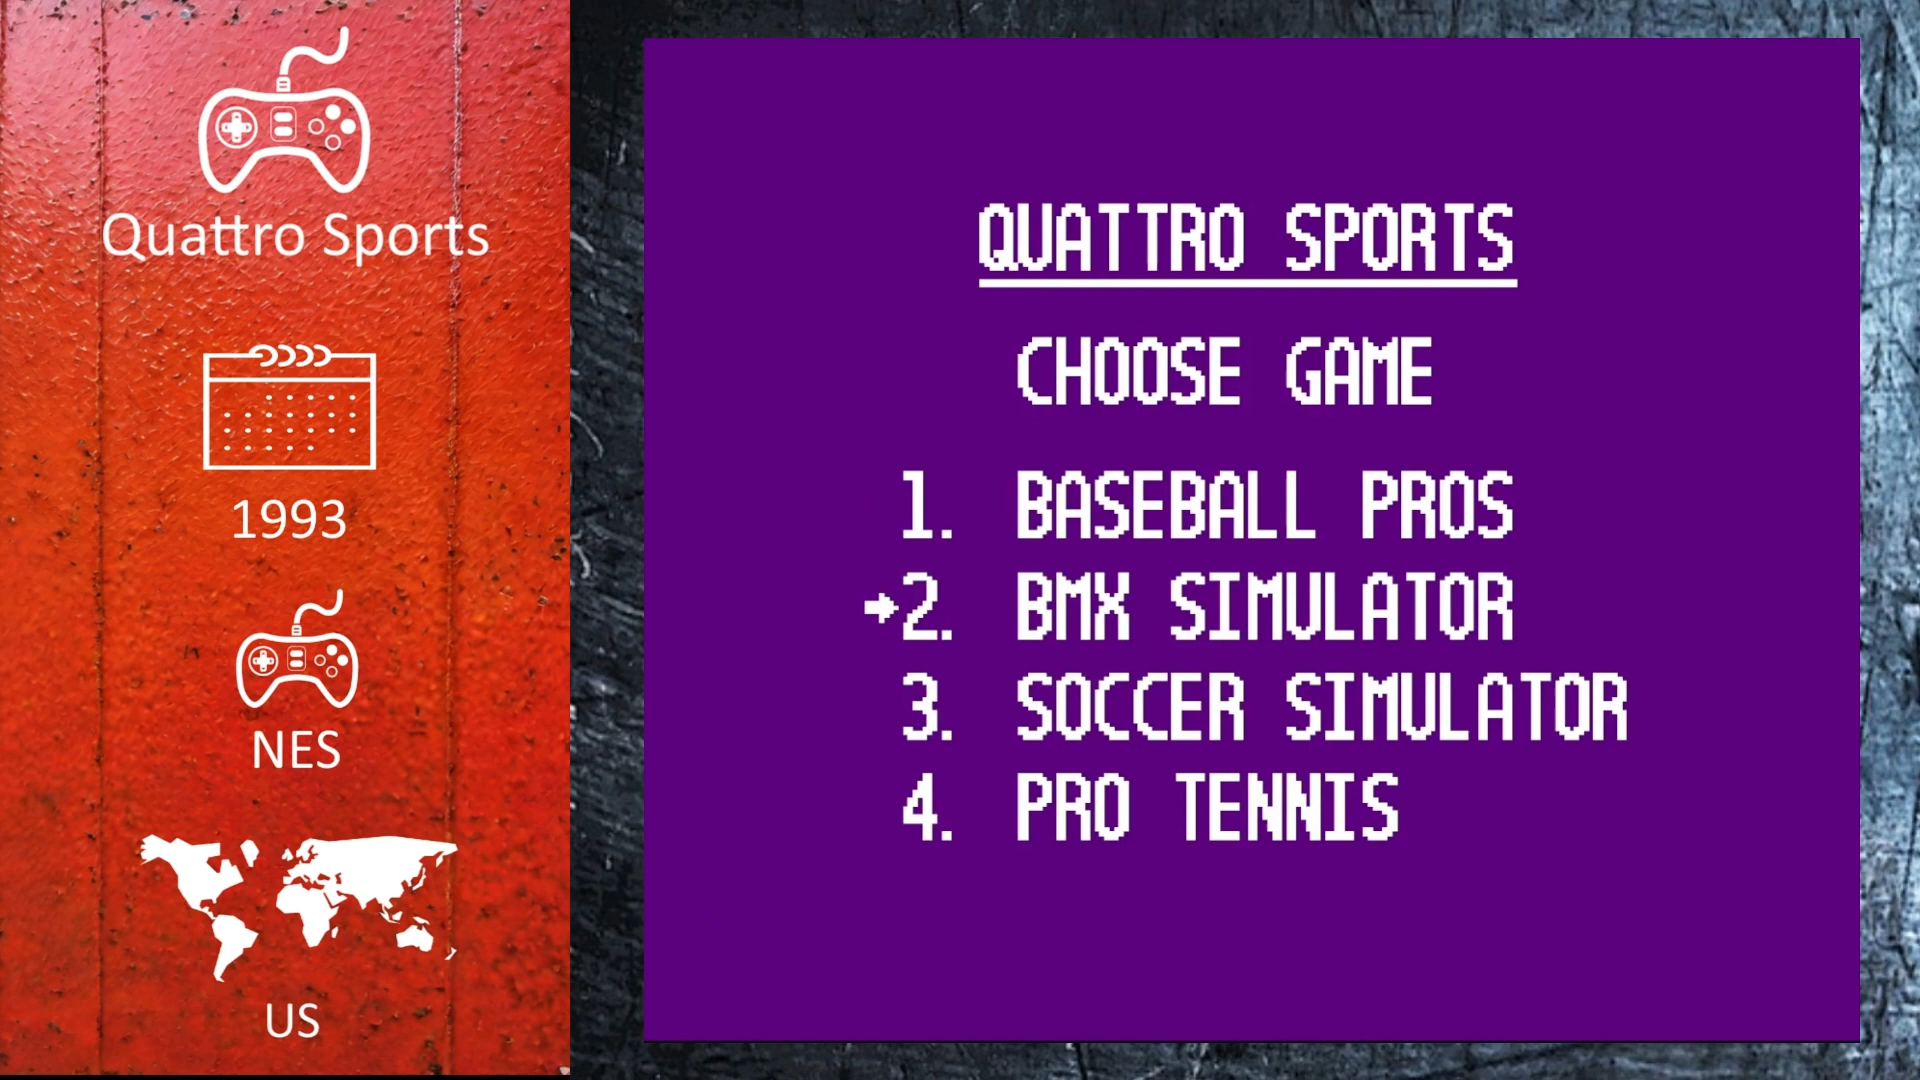 Quattro Sports
1993
NES
US
QUATTRO SPORTS
CHOOSE GAME
1. BASEBALL PROS
2. BMX SIMULATOR
3. SOCCER SIMULATOR
4. PRO TENNIS